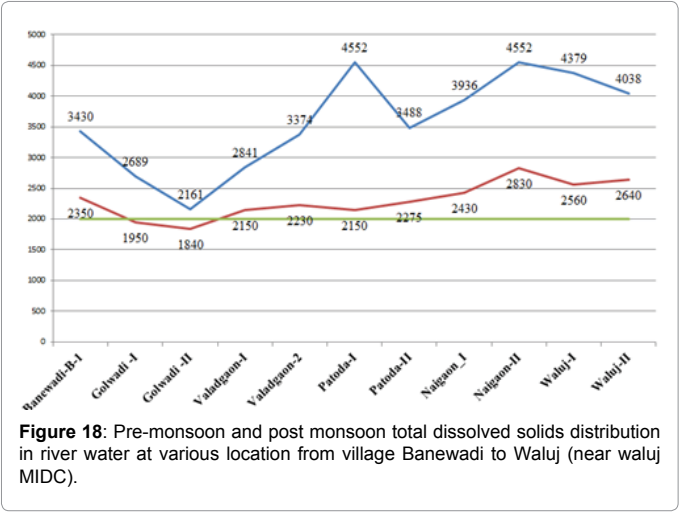 5000
4500
4000
3500
3000
2500
2000
1500
1000
500
0
3430
2689
2161
2841
3374
4552
3488
3936
4552
4379
4038
2350
1950
1840
2150
2230
2150
2275
2430
2830
2560
2640
Banewadi-B-I
Golwadi -I
Golwadi -II
Valadgaon-I
Valadgaon-2
Patoda-I
Patoda-II
Naigaon_I
Naigaon-II
Waluj-I
Waluj-II
Figure 18: Pre-monsoon and post monsoon total dissolved solids distribution
in river water at various location from village Banewadi to Waluj (near waluj
MIDC).